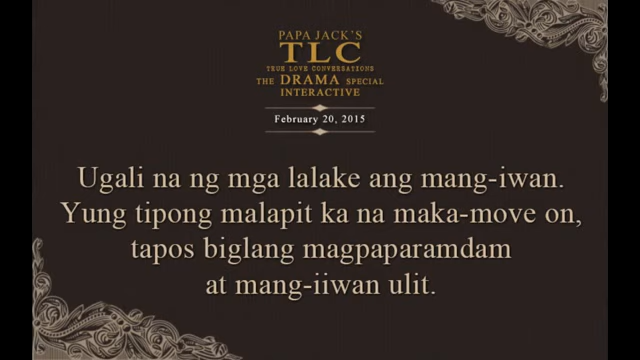 PAPA JACK'S
TLC
TRUE LOVE CONVERSATIONS
THE DRAMA SPECIAL
INTERACTIVE
February 20, 2015
Ugali na ng mga lalake ang mang-iwan.
Yung tipong malapit ka na maka-move on,
tapos biglang magpaparamdam
at mang-iiwan ulit.